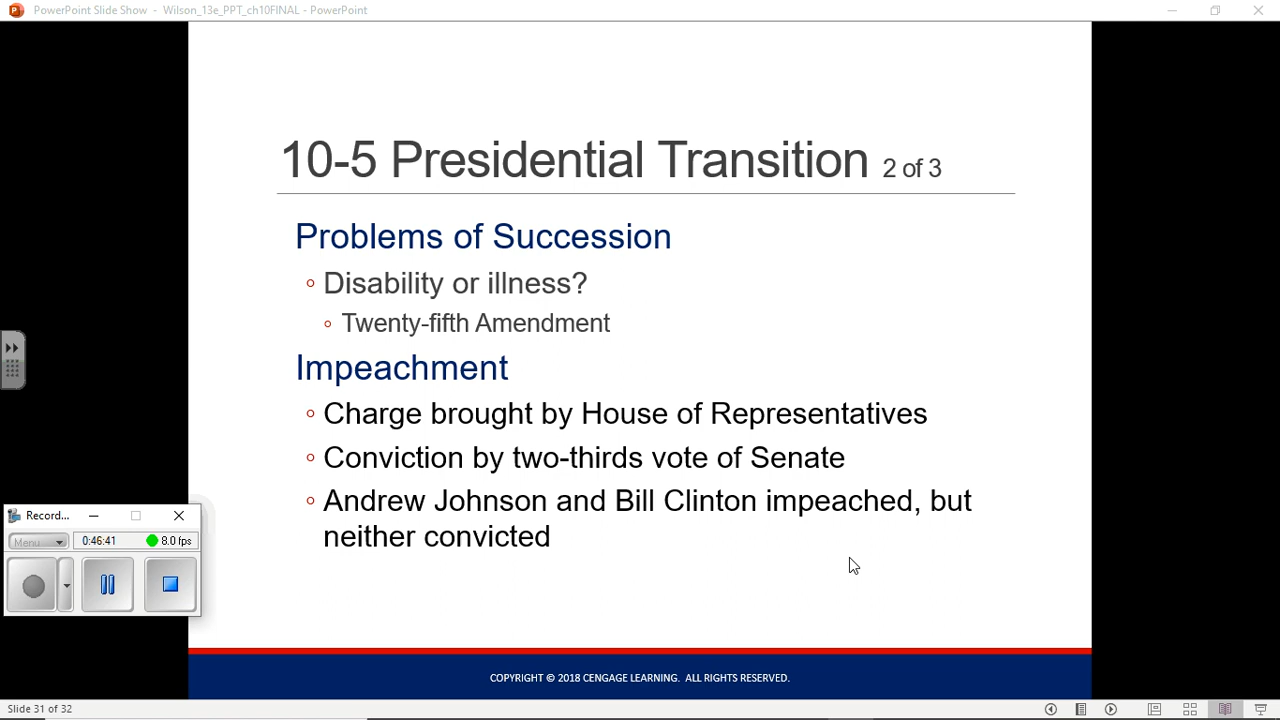 PowerPoint Slide Show - Wilson_13e_PPT_ch10FINAL - PowerPoint
10-5 Presidential Transition 2 of 3
Problems of Succession
Disability or illness?
Twenty-fifth Amendment
Impeachment
Charge brought by House of Representatives
Conviction by two-thirds vote of Senate
Andrew Johnson and Bill Clinton impeached, but
neither convicted
Record...
Menu
0:46:41
8.0 fps
COPYRIGHT © 2018 CENGAGE LEARNING. ALL RIGHTS RESERVED.
Slide 31 of 32